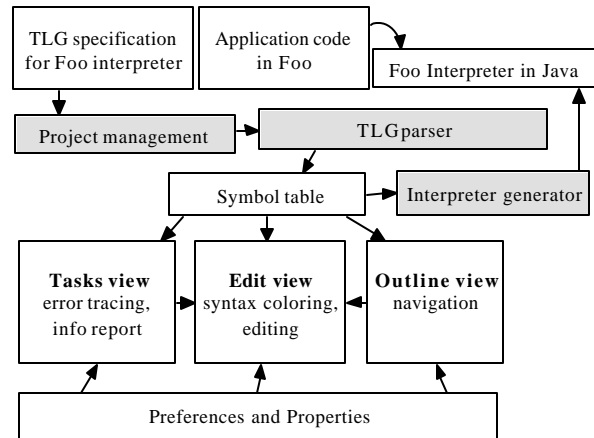 TLG specification
for Foo interpreter
Application code
in Foo
Foo Interpreter in Java
Project management
TLGparser
Symbol table
Interpreter generator
Tasks view
error tracing,
info report
Edit view
syntax coloring,
editing
Outline view
navigation
Preferences and Properties